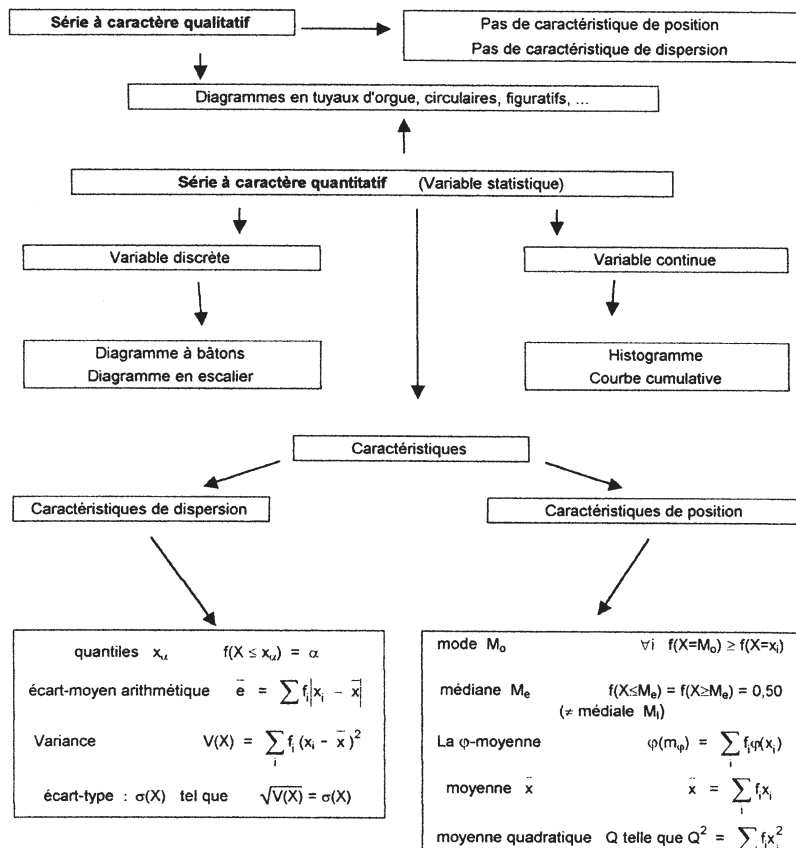 Série à caractère qualitatif
Pas de caractéristique de position
Pas de caractéristique de dispersion
Diagrammes en tuyaux d'orgue, circulaires, figuratifs, ...
Série à caractère quantitatif (Variable statistique)
Variable discrète
Variable continue
Diagramme à bâtons
Diagramme en escalier
Histogramme
Courbe cumulative
Caractéristiques
Caractéristiques de dispersion
Caractéristiques de position
quantiles x_α f(X ≤ x_α) = α
écart-moyen arithmétique e̅ = ∑ f_i|x_i − x̅|
Variance V(X) = ∑_i f_i (x_i - x̅)²
écart-type : σ(X) tel que √V(X) = σ(X)
mode M_o ∀i f(X=M_o) ≥ f(X=x_i)
médiane M_e f(X≤M_e) = f(X≥M_e) = 0,50
(≠ médiale M_l)
La φ-moyenne φ(m_φ) = ∑_i f_iφ(x_i)
moyenne x̅ x̅ = ∑_i f_ix_i
moyenne quadratique Q telle que Q² = ∑ f_ix_i²